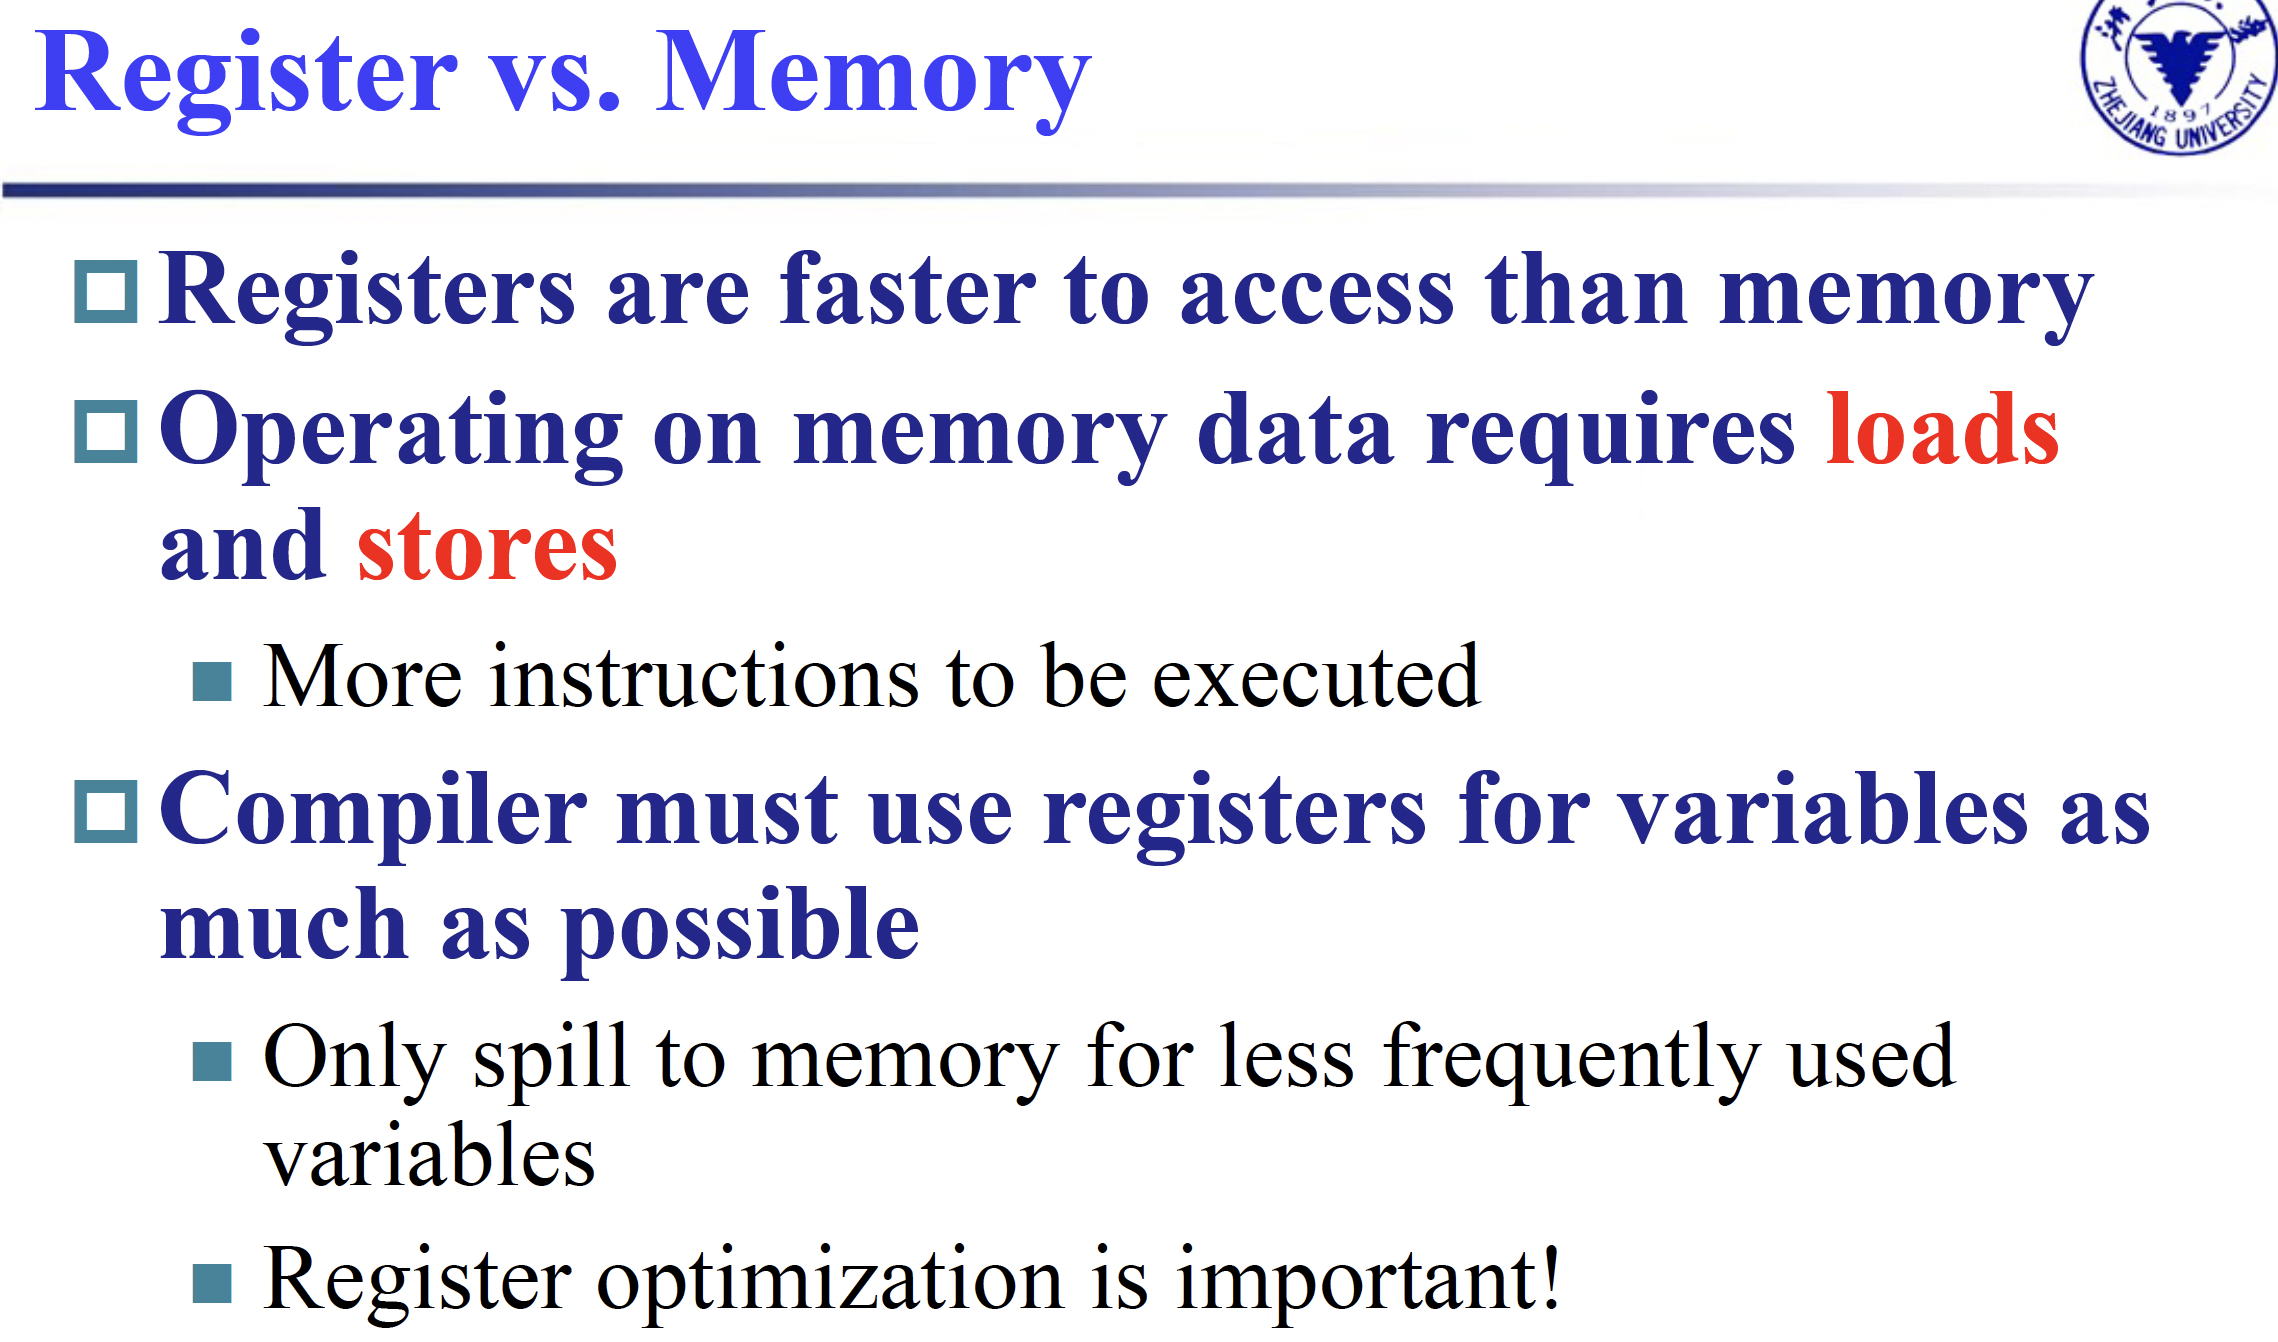 Register vs. Memory
1897
ZHEJIANG UNIVERSITY
Registers are faster to access than memory
Operating on memory data requires loads
and stores
More instructions to be executed
Compiler must use registers for variables as
much as possible
Only spill to memory for less frequently used
variables
Register optimization is important!